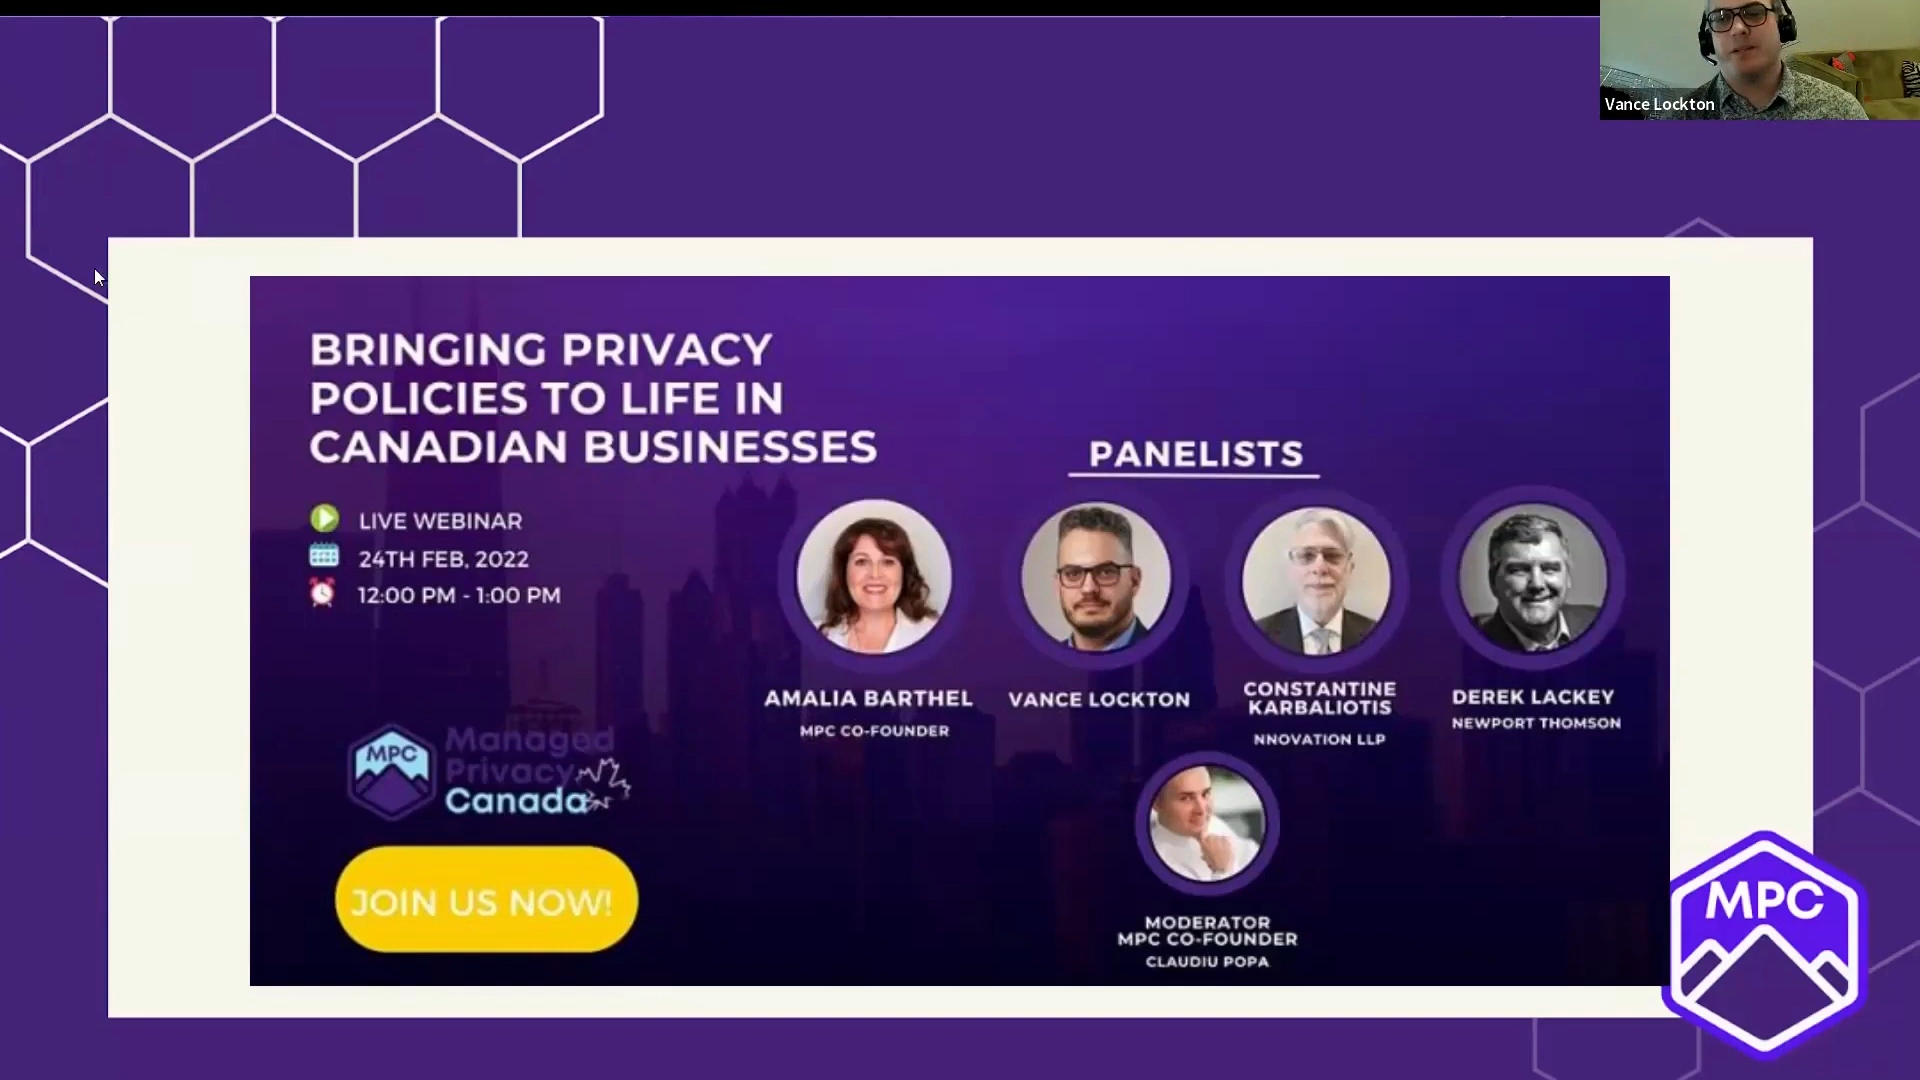 Vance Lockton
BRINGING PRIVACY
POLICIES TO LIFE IN
CANADIAN BUSINESSES
LIVE WEBINAR
24TH FEB, 2022
12:00 PM - 1:00 PM
PANELISTS
AMALIA BARTHEL
MPC CO-FOUNDER
VANCE LOCKTON
CONSTANTINE
KARBALIOTIS
NNOVATION LLP
DEREK LACKEY
NEWPORT THOMSON
MODERATOR
MPC CO-FOUNDER
CLAUDIU POPA
MPC
Managed
Privacy
Canada
JOIN US NOW!
MPC